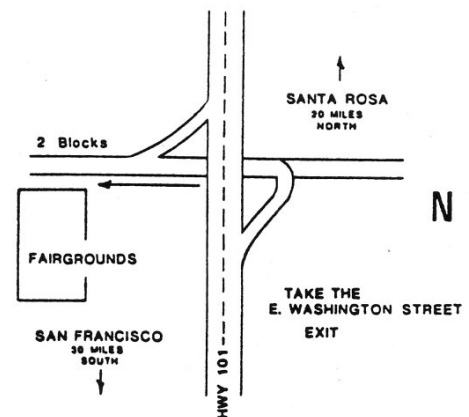 SANTA ROSA
20 MILES
NORTH
2 Blocks
N
FAIRGROUNDS
TAKE THE
E. WASHINGTON STREET
EXIT
SAN FRANCISCO
36 MILES
SOUTH
HWY 101